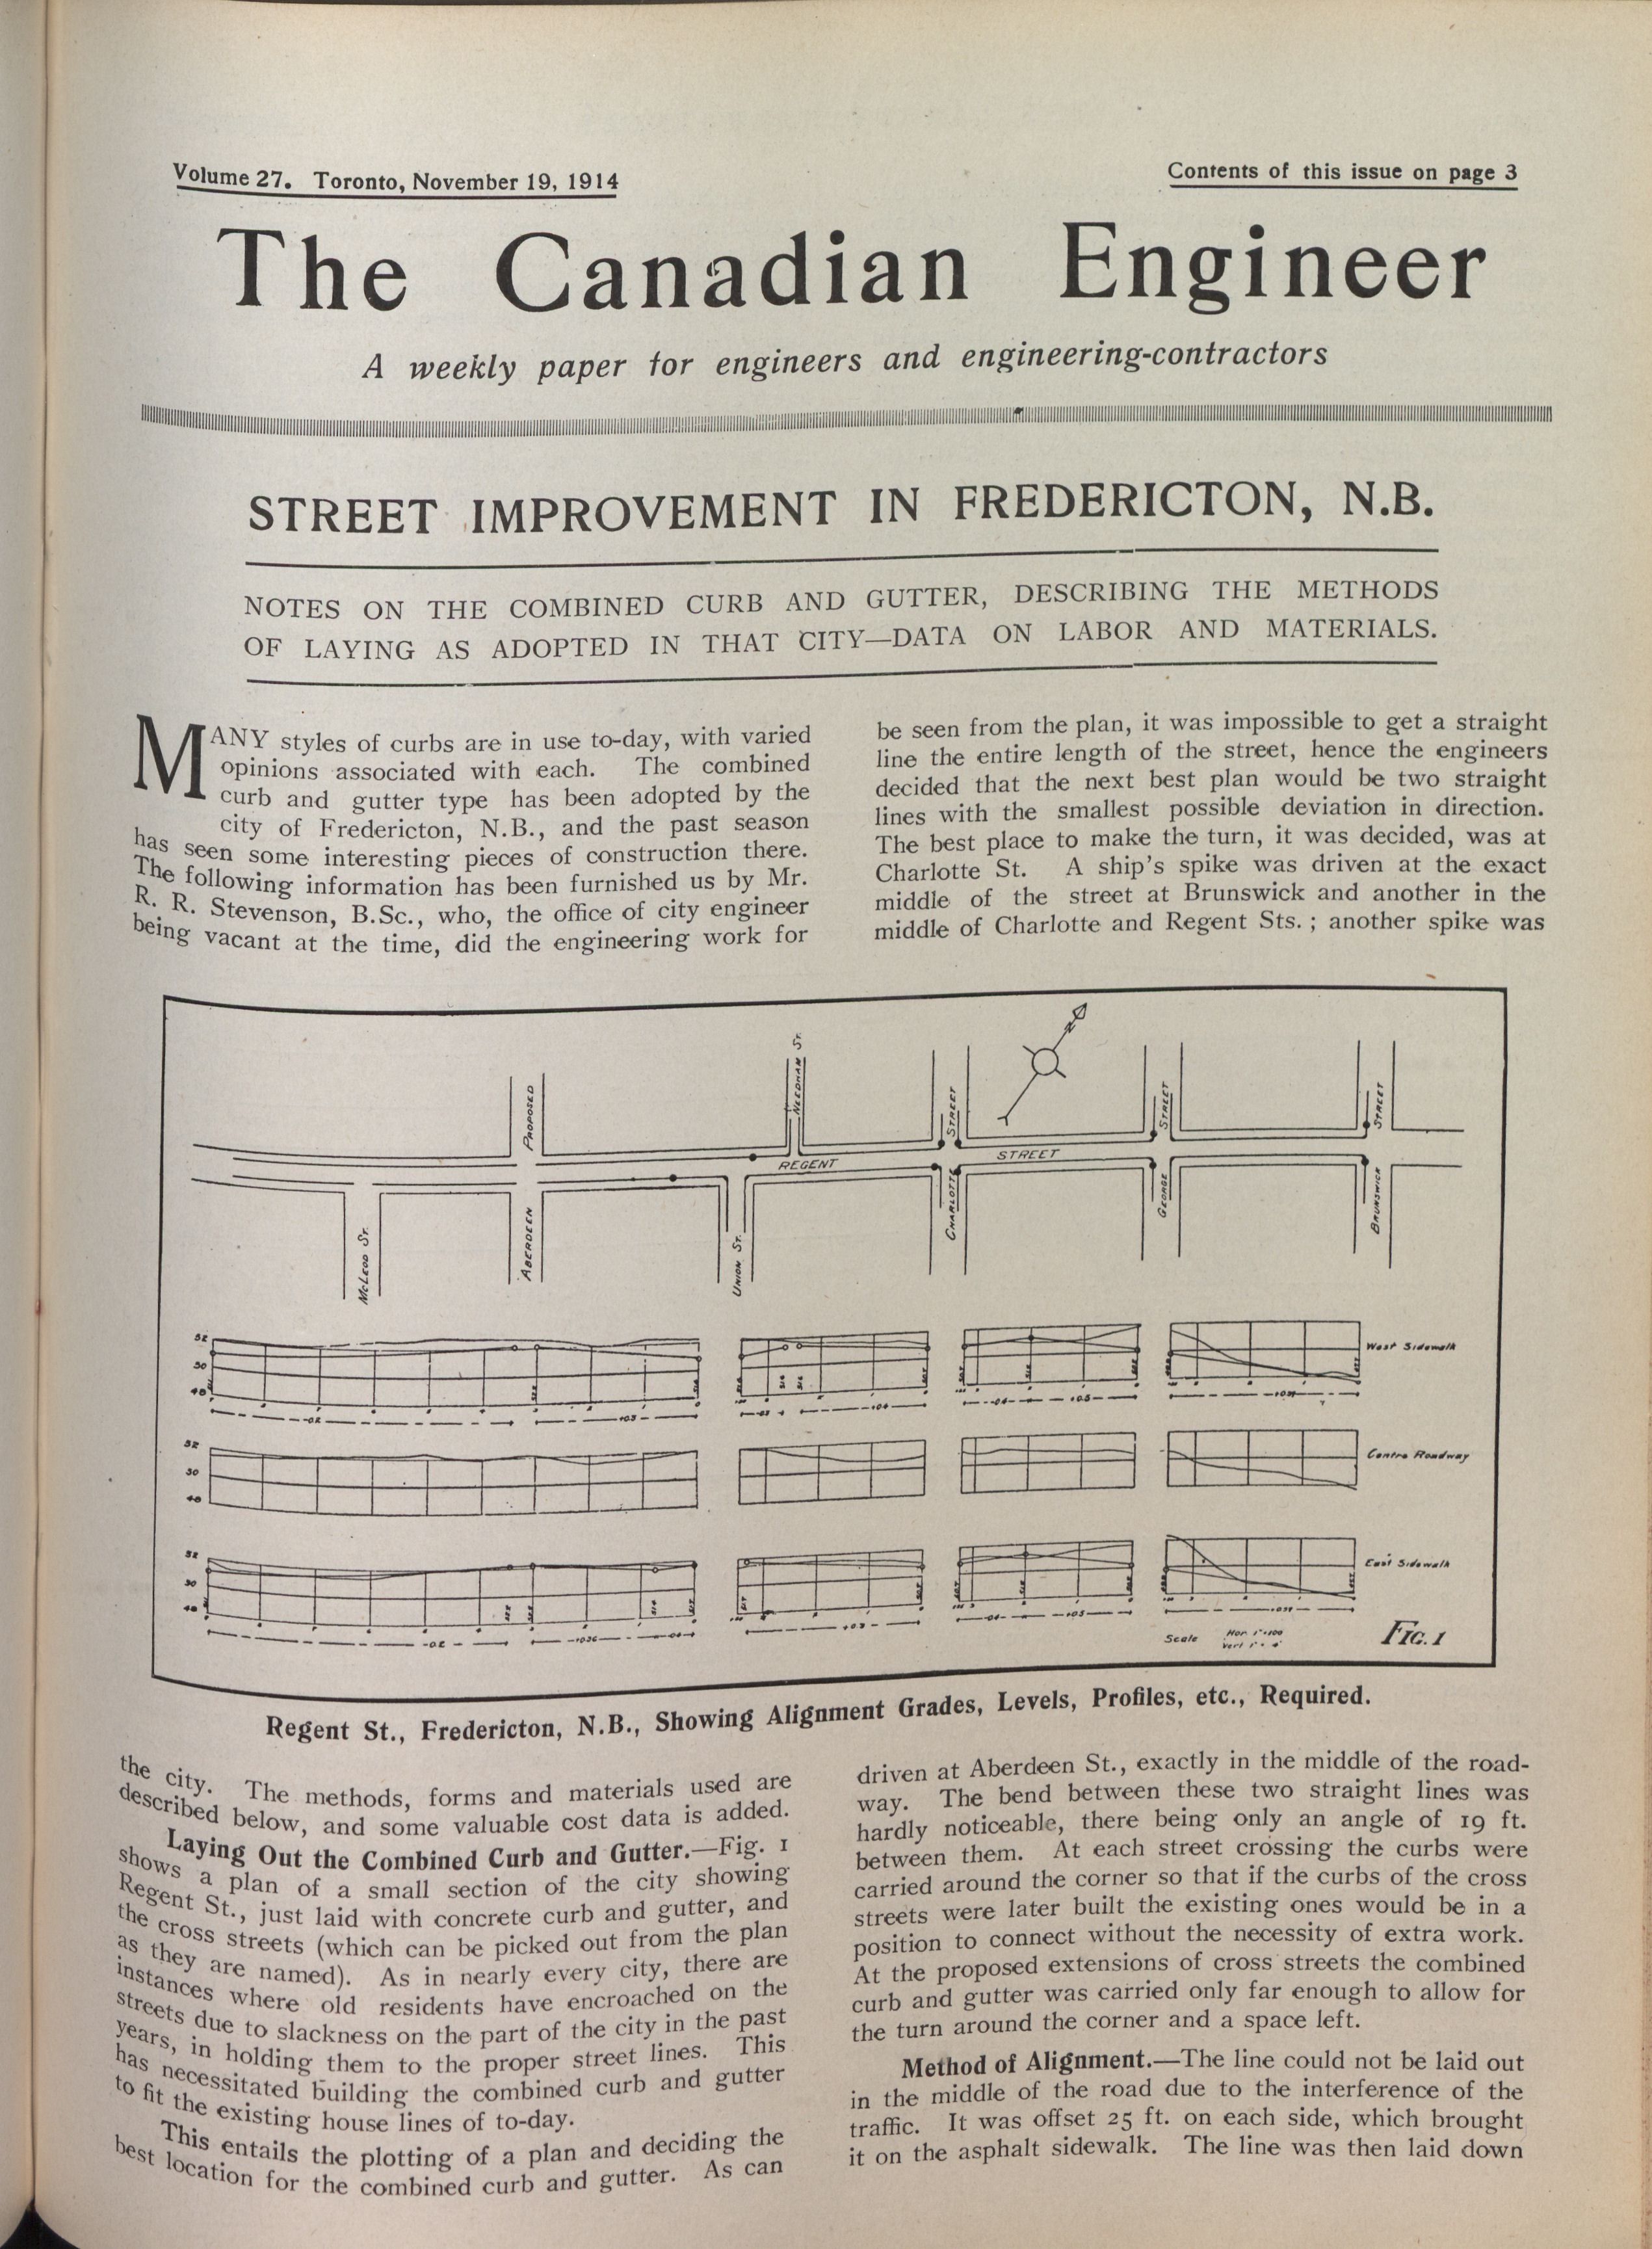 Volume 27. Toronto, November 19, 1914
Contents of this issue on page 3
The Canadian Engineer
A weekly paper for engineers and engineering-contractors
STREET IMPROVEMENT IN FREDERICTON, N.B.
NOTES ON THE COMBINED CURB AND GUTTER, DESCRIBING THE METHODS
OF LAYING AS ADOPTED IN THAT CITY—DATA ON LABOR AND MATERIALS.
MANY styles of curbs are in use to-day, with varied
opinions associated with each. The combined
curb and gutter type has been adopted by the
city of Fredericton, N.B., and the past season
has seen some interesting pieces of construction there.
The following information has been furnished us by Mr.
R. R. Stevenson, B.Sc., who, the office of city engineer
being vacant at the time, did the engineering work for
be seen from the plan, it was impossible to get a straight
line the entire length of the street, hence the engineers
decided that the next best plan would be two straight
lines with the smallest possible deviation in direction.
The best place to make the turn, it was decided, was at
Charlotte St. A ship's spike was driven at the exact
middle of the street at Brunswick and another in the
middle of Charlotte and Regent Sts.; another spike was
PROPOSED
NEEDHAM ST.
STREET
STREET
STREET
REGENT
STREET
McLEOD ST.
ABERDEEN
UNION ST.
CHARLOTTE
GEORGE
BRUNSWICK
West Sidewalk
Centre Roadway
East Sidewalk
Scale
FIG. 1
Regent St., Fredericton, N.B., Showing Alignment Grades, Levels, Profiles, etc., Required.
the city. The methods, forms and materials used are
described below, and some valuable cost data is added.
Laying Out the Combined Curb and Gutter.—Fig. 1
shows a plan of a small section of the city showing
Regent St., just laid with concrete curb and gutter, and
the cross streets (which can be picked out from the plan
as they are named). As in nearly every city, there are
instances where old residents have encroached on the
streets due to slackness on the part of the city in the past
years, in holding them to the proper street lines. This
has necessitated building the combined curb and gutter
to fit the existing house lines of to-day.
This entails the plotting of a plan and deciding the
best location for the combined curb and gutter. As can
driven at Aberdeen St., exactly in the middle of the road-
way. The bend between these two straight lines was
hardly noticeable, there being only an angle of 19 ft.
between them. At each street crossing the curbs were
carried around the corner so that if the curbs of the cross
streets were later built the existing ones would be in a
position to connect without the necessity of extra work.
At the proposed extensions of cross streets the combined
curb and gutter was carried only far enough to allow for
the turn around the corner and a space left.
Method of Alignment.—The line could not be laid out
in the middle of the road due to the interference of the
traffic. It was offset 25 ft. on each side, which brought
it on the asphalt sidewalk. The line was then laid down